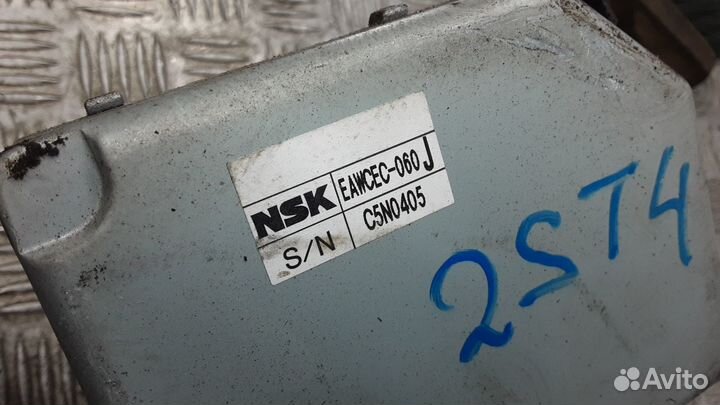 NSK EAWCEC-060 J
S/N C5N0405
2ST4
Avito